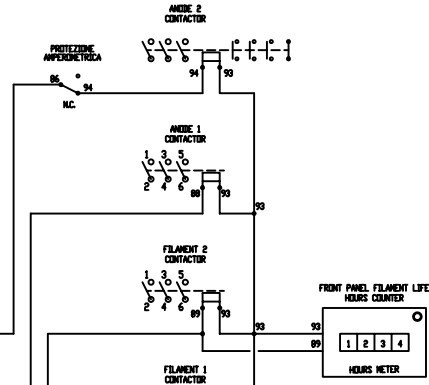 ANODE 2
CONTACTOR
PROTEZIONE
AMPEROMETRICA
86
94
N.C.
94 93
ANODE 1
CONTACTOR
1 3 5
2 4 6
88 93
93
FILAMENT 2
CONTACTOR
1 3 5
2 4 6
89 93
93
FRONT PANEL FILAMENT LIFE
HOURS COUNTER
93
89
1 2 3 4
HOURS METER
FILAMENT 1
CONTACTOR